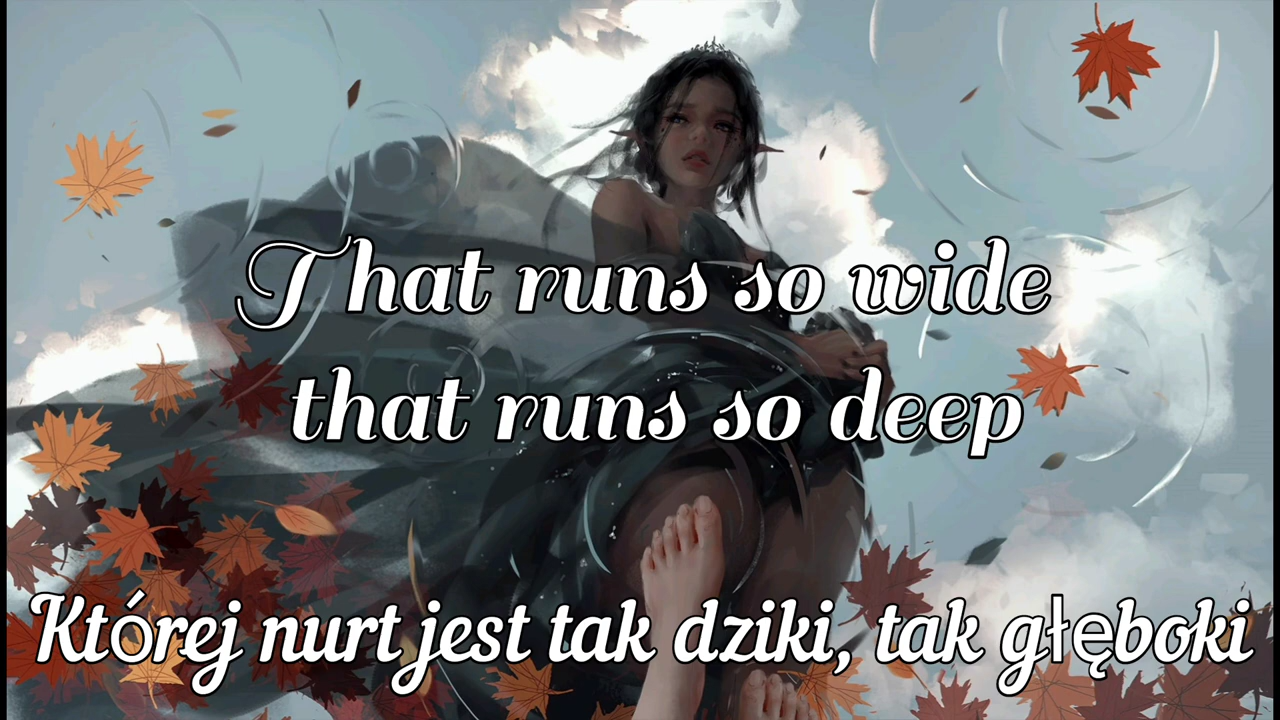 That runs so wide
that runs so deep
Której nurt jest tak dziki, tak głęboki